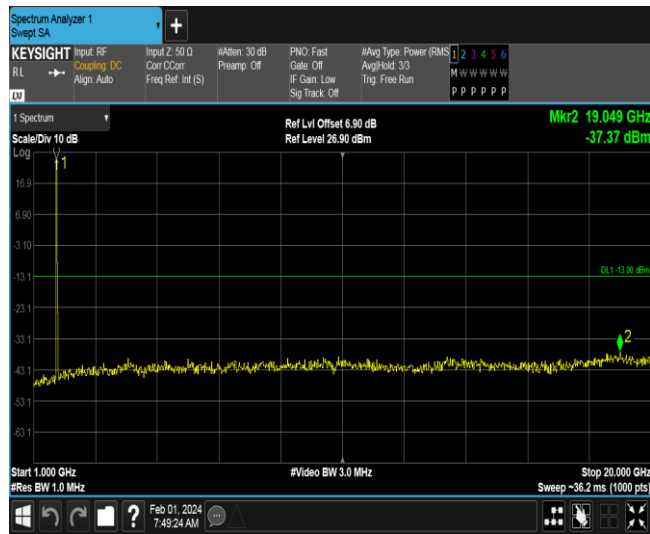 Spectrum Analyzer 1
Swept SA
+
KEYSIGHT
RL
LXI
Input: RF
Coupling: DC
Align: Auto
Input Z: 50 Ω
Corr CCorr
Freq Ref: Int (S)
#Atten: 30 dB
Preamp: Off
PNO: Fast
Gate: Off
IF Gain: Low
Sig Track: Off
#Avg Type: Power (RMS
Avg|Hold: 3/3
Trig: Free Run
1 2 3 4 5 6
M W W W W W
P P P P P P
1 Spectrum
Scale/Div 10 dB
Ref Lvl Offset 6.90 dB
Ref Level 26.90 dBm
Mkr2 19.049 GHz
-37.37 dBm
Log
1
16.9
6.90
-3.10
-13.1
DL1 -13.00 dBm
-23.1
-33.1
2
-43.1
-53.1
-63.1
Start 1.000 GHz
#Res BW 1.0 MHz
#Video BW 3.0 MHz
Stop 20.000 GHz
Sweep ~36.2 ms (1000 pts)
?
Feb 01, 2024
7:49:24 AM